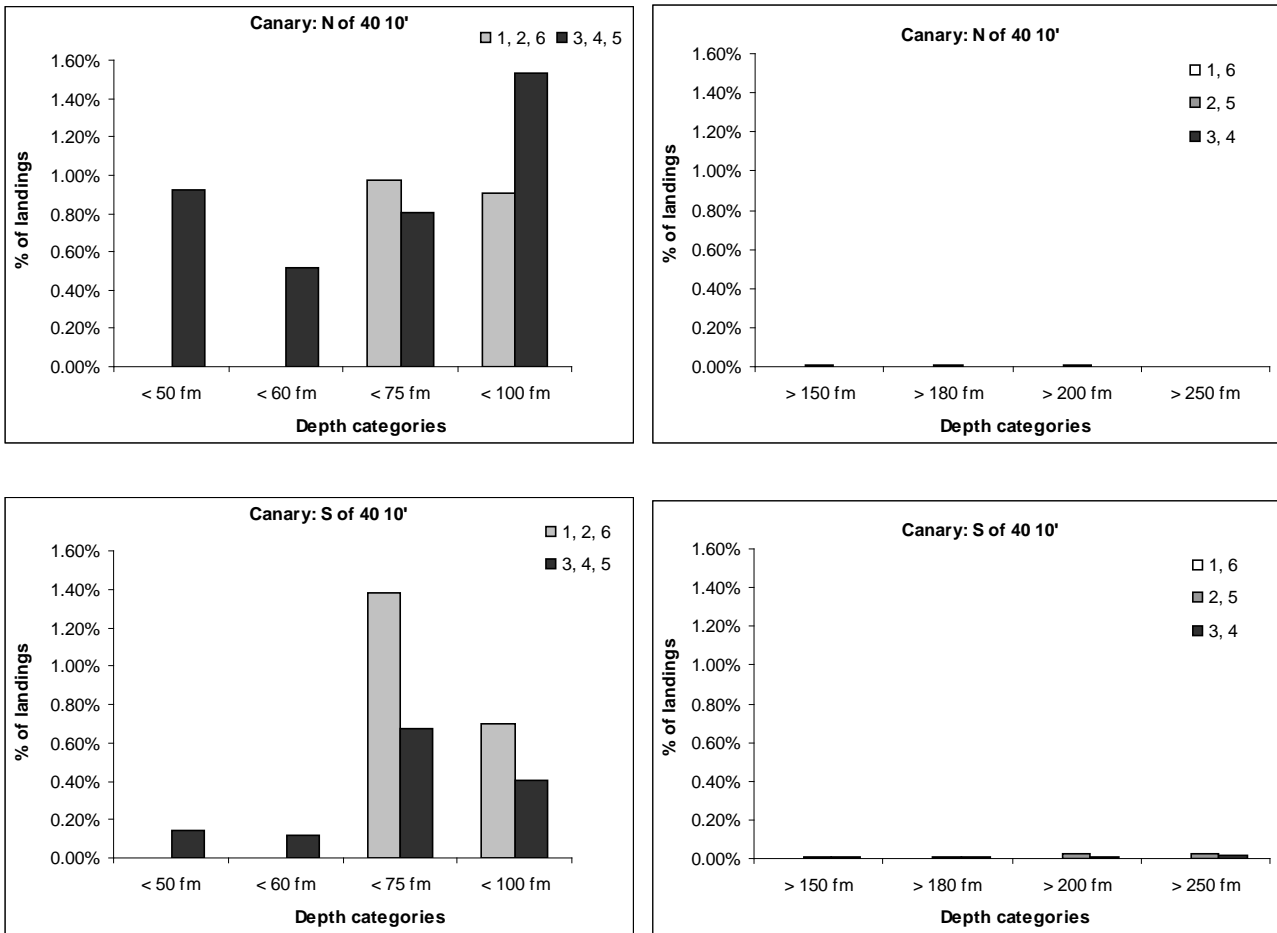 Canary: N of 40 10'
1, 2, 6
3, 4, 5
% of landings
1.60%
1.40%
1.20%
1.00%
0.80%
0.60%
0.40%
0.20%
0.00%
< 50 fm
< 60 fm
< 75 fm
< 100 fm
Depth categories
Canary: N of 40 10'
1, 6
2, 5
3, 4
% of landings
1.60%
1.40%
1.20%
1.00%
0.80%
0.60%
0.40%
0.20%
0.00%
> 150 fm
> 180 fm
> 200 fm
> 250 fm
Depth categories
Canary: S of 40 10'
1, 2, 6
3, 4, 5
% of landings
1.60%
1.40%
1.20%
1.00%
0.80%
0.60%
0.40%
0.20%
0.00%
< 50 fm
< 60 fm
< 75 fm
< 100 fm
Depth categories
Canary: S of 40 10'
1, 6
2, 5
3, 4
% of landings
1.60%
1.40%
1.20%
1.00%
0.80%
0.60%
0.40%
0.20%
0.00%
> 150 fm
> 180 fm
> 200 fm
> 250 fm
Depth categories